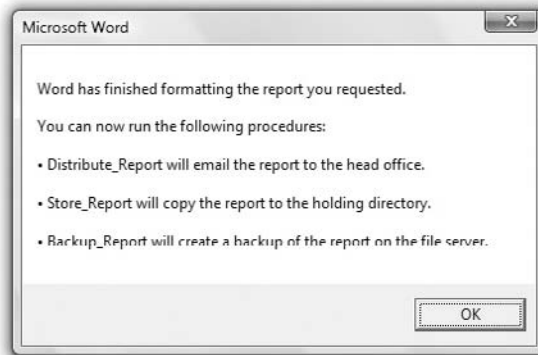 Microsoft Word
X
Word has finished formatting the report you requested.
You can now run the following procedures:
• Distribute_Report will email the report to the head office.
• Store_Report will copy the report to the holding directory.
• Backup_Report will create a backup of the report on the file server.
OK